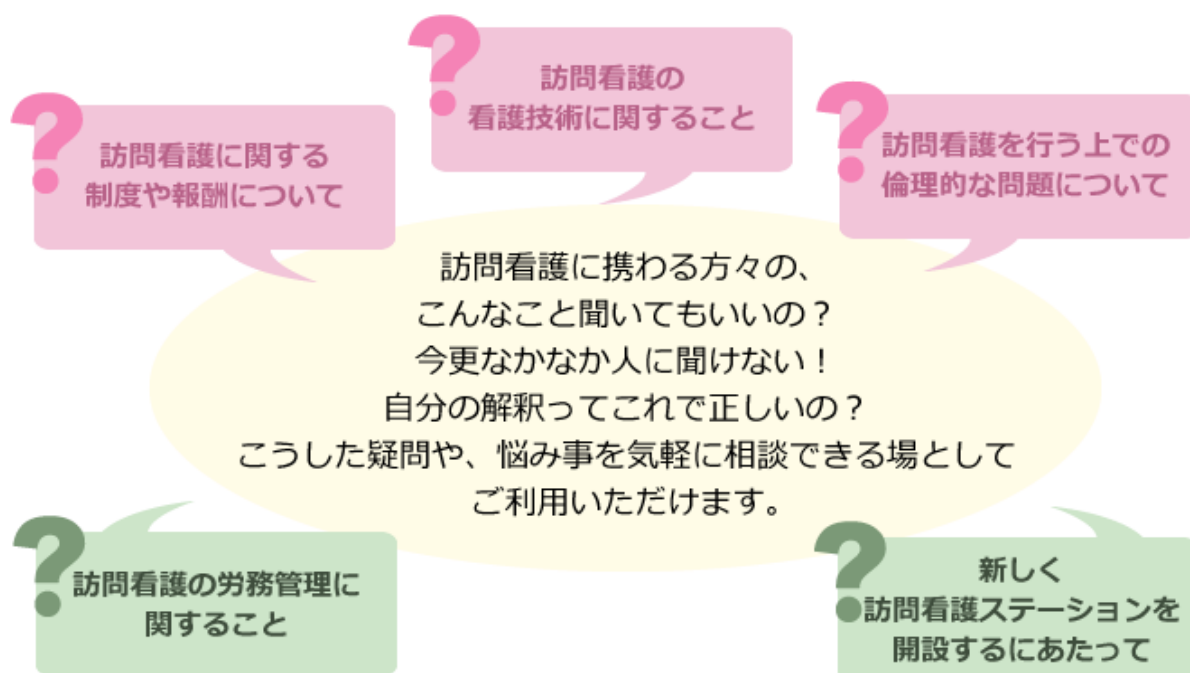 訪問看護の
看護技術に関すること
訪問看護に関する
制度や報酬について
訪問看護を行う上での
倫理的な問題について
訪問看護に携わる方々の、
こんなこと聞いてもいいの？
今更なかなか人に聞けない！
自分の解釈ってこれで正しいの？
こうした疑問や、悩み事を気軽に相談できる場として
ご利用いただけます。
訪問看護の労務管理に
関すること
新しく
訪問看護ステーションを
開設するにあたって